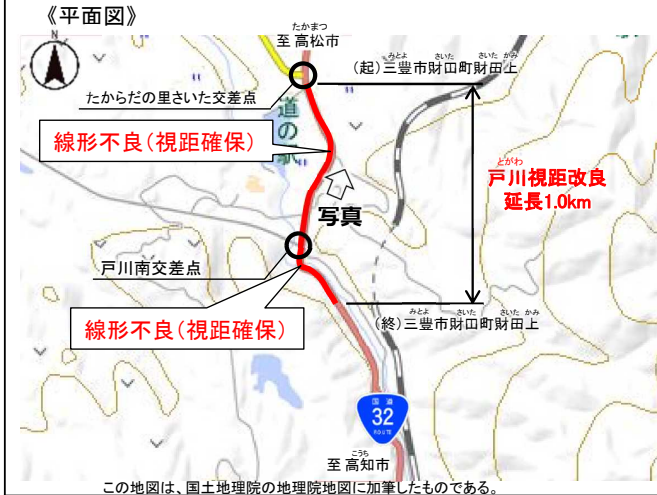 《平面図》
たかまつ
至 高松市
みとよ さいた さいた かみ
(起)三豊市財田町財田上
たからだの里さいた交差点
道の駅
線形不良(視距確保)
とがわ
戸川視距改良
延長1.0km
写真
戸川南交差点
線形不良(視距確保)
みとよ さいた さいた かみ
(終)三豊市財田町財田上
国道
32
ROUTE
こうち
至 高知市
この地図は、国土地理院の地理院地図に加筆したものである。